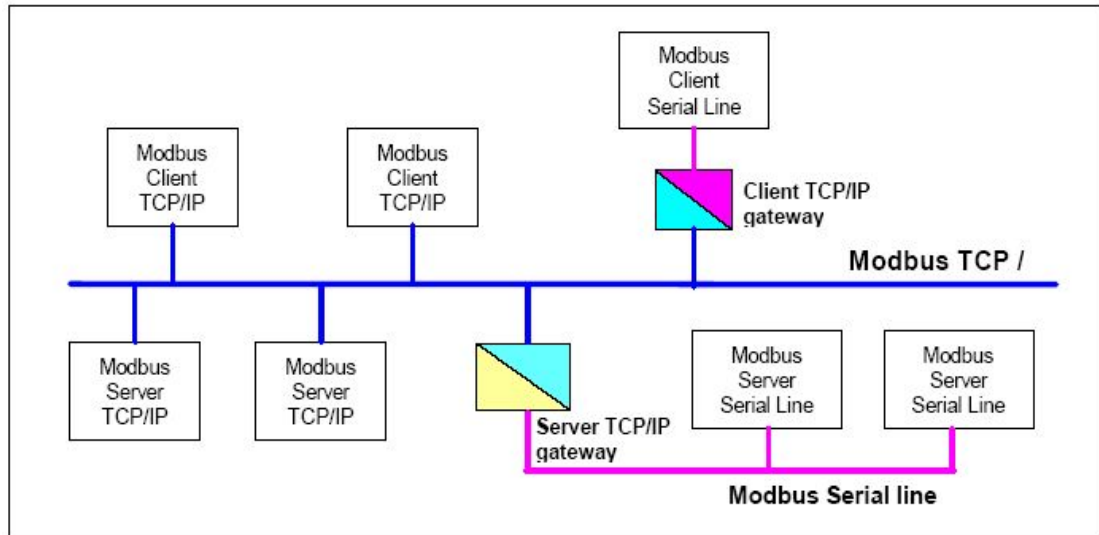 Modbus
Client
Serial Line
Modbus
Client
TCP/IP
Modbus
Client
TCP/IP
Client TCP/IP
gateway
Modbus TCP /
Modbus
Server
TCP/IP
Modbus
Server
TCP/IP
Server TCP/IP
gateway
Modbus
Server
Serial Line
Modbus
Server
Serial Line
Modbus Serial line